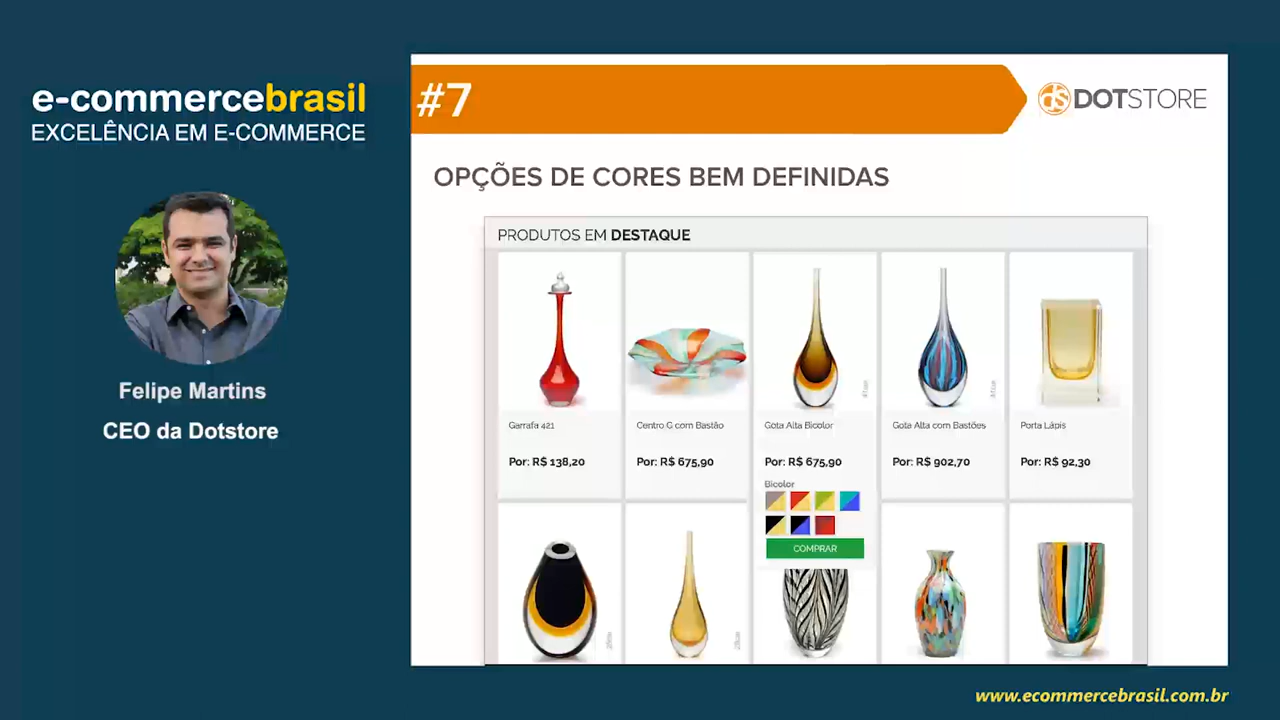 e-commercebrasil
EXCELÊNCIA EM E-COMMERCE
Felipe Martins
CEO da Dotstore
#7
DOTSTORE
OPÇÕES DE CORES BEM DEFINIDAS
PRODUTOS EM DESTAQUE
Garrafa 421
Por: R$ 138,20
Centro G com Bastão
Por: R$ 675,90
Gota Alta Bicolor
Por: R$ 675,90
Bicolor
COMPRAR
Gota Alta com Bastões
Por: R$ 902,70
Porta Lápis
Por: R$ 92,30
www.ecommercebrasil.com.br